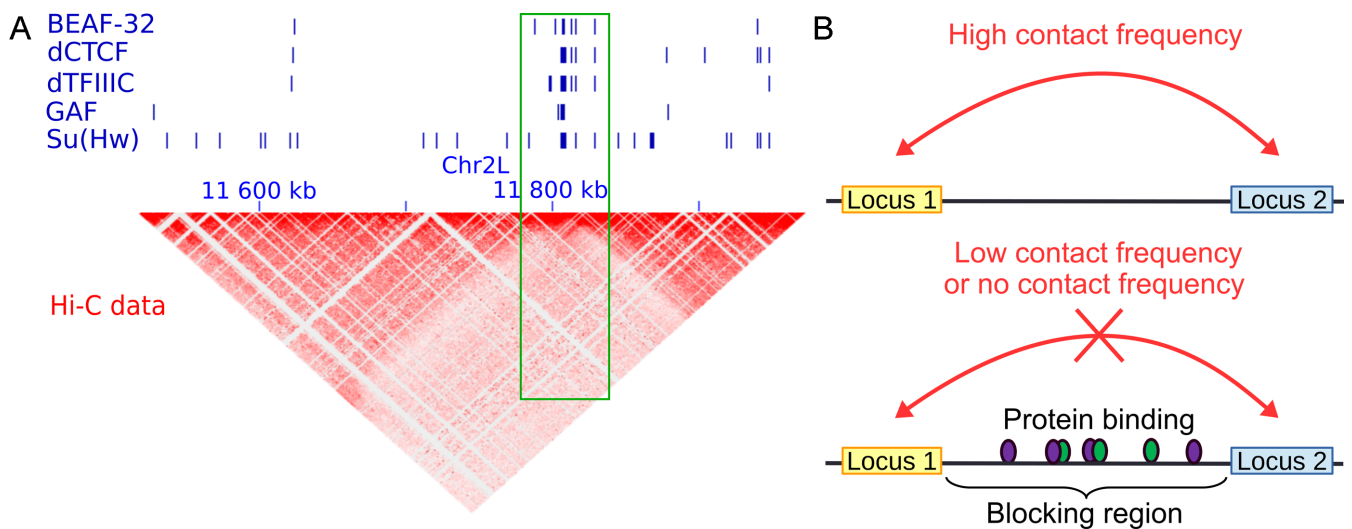 A
BEAF-32
dCTCF
dTFIIIC
GAF
Su(Hw)
Chr2L
11 600 kb
11 800 kb
Hi-C data
B
High contact frequency
Locus 1
Locus 2
Low contact frequency
or no contact frequency
Protein binding
Locus 1
Locus 2
Blocking region